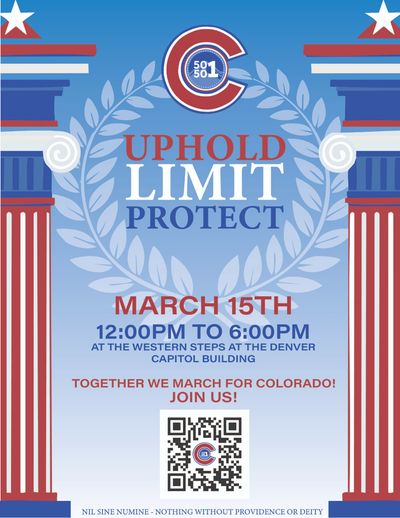 50
50
1
UPHOLD
LIMIT
PROTECT
MARCH 15TH
12:00PM TO 6:00PM
AT THE WESTERN STEPS AT THE DENVER
CAPITOL BUILDING
TOGETHER WE MARCH FOR COLORADO!
JOIN US!
NIL SINE NUMINE - NOTHING WITHOUT PROVIDENCE OR DEITY